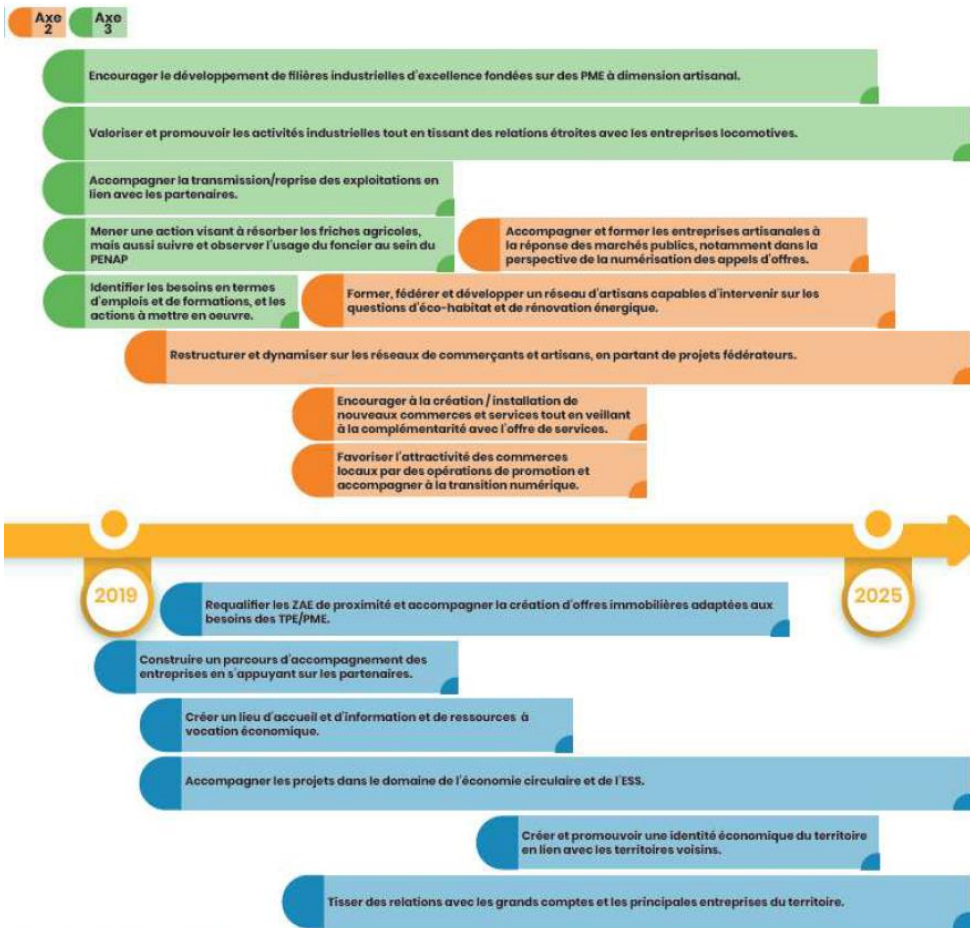 Axe
2
Axe
3
Encourager le développement de filières industrielles d'excellence fondées sur des PME à dimension artisanal.
Valoriser et promouvoir les activités industrielles tout en tissant des relations étroites avec les entreprises locomotives.
Accompagner la transmission/reprise des exploitations en
lien avec les partenaires.
Mener une action visant à résorber les friches agricoles,
mais aussi suivre et observer l'usage du foncier au sein du
PENAP
Accompagner et former les entreprises artisanales à
la réponse des marchés publics, notamment dans la
perspective de la numérisation des appels d'offres.
Identifier les besoins en termes
d'emplois et de formations, et les
actions à mettre en oeuvre.
Former, fédérer et développer un réseau d'artisans capables d'intervenir sur les
questions d'éco-habitat et de rénovation énergique.
Restructurer et dynamiser sur les réseaux de commerçants et artisans, en partant de projets fédérateurs.
Encourager à la création / installation de
nouveaux commerces et services tout en veillant
à la complémentarité avec l'offre de services.
Favoriser l'attractivité des commerces
locaux par des opérations de promotion et
accompagner à la transition numérique.
2019
2025
Requalifier les ZAE de proximité et accompagner la création d'offres immobilières adaptées aux
besoins des TPE/PME.
Construire un parcours d'accompagnement des
entreprises en s'appuyant sur les partenaires.
Créer un lieu d'accueil et d'information et de ressources à
vocation économique.
Accompagner les projets dans le domaine de l'économie circulaire et de l'ESS.
Créer et promouvoir une identité économique du territoire
en lien avec les territoires voisins.
Tisser des relations avec les grands comptes et les principales entreprises du territoire.